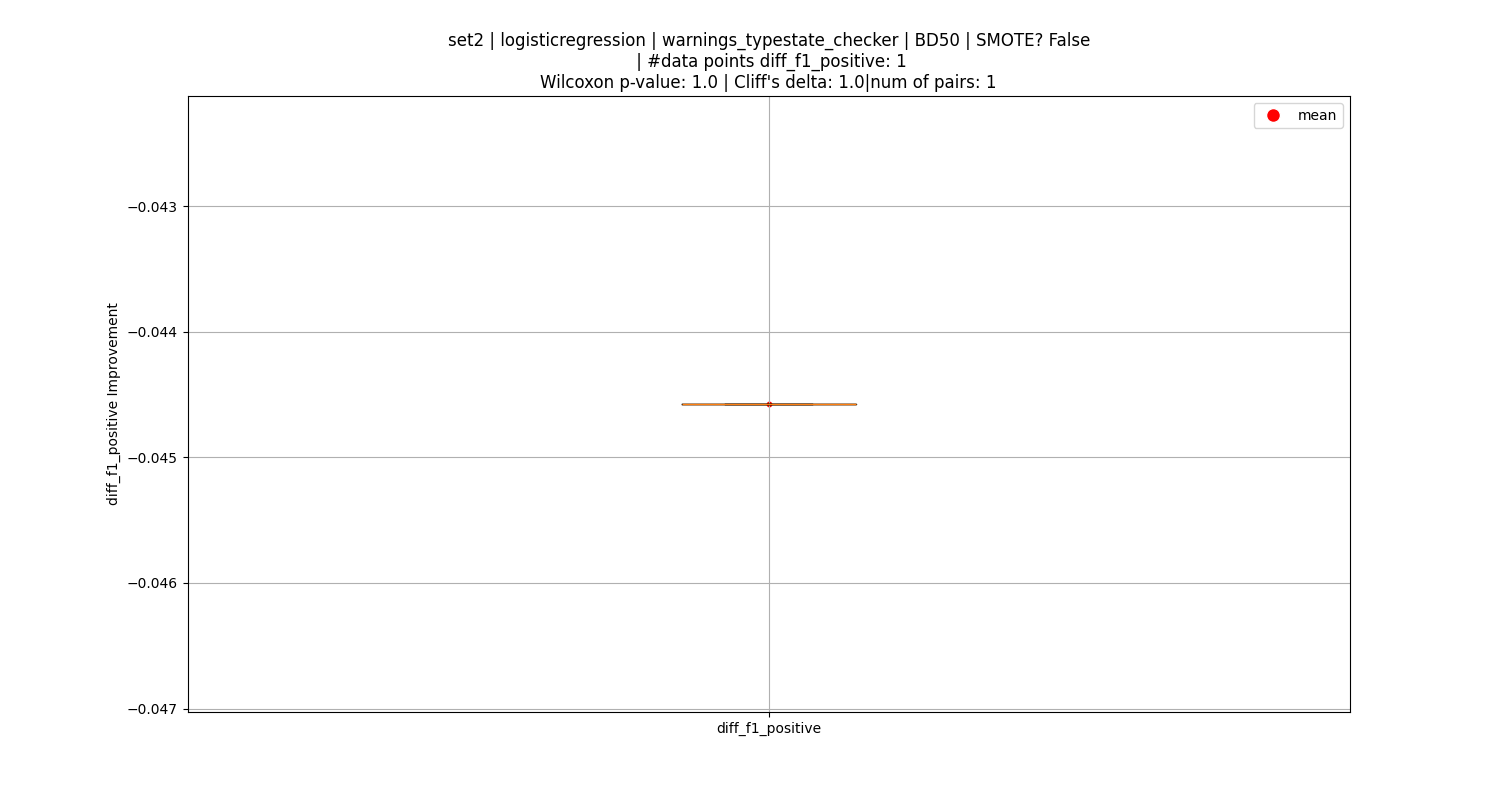 set2 | logisticregression | warnings_typestate_checker | BD50 | SMOTE? False
| #data points diff_f1_positive: 1
Wilcoxon p-value: 1.0 | Cliff's delta: 1.0|num of pairs: 1
mean
−0.043
−0.044
−0.045
−0.046
−0.047
diff_f1_positive Improvement
diff_f1_positive